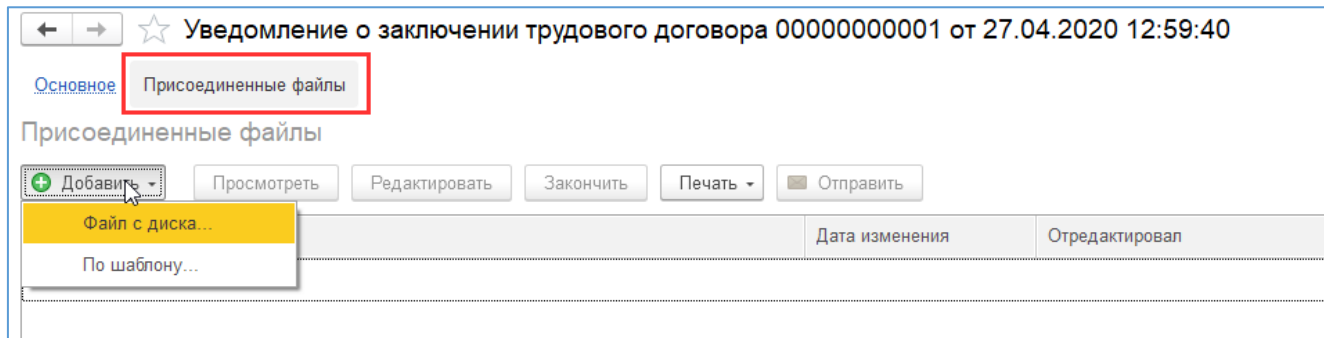 Уведомление о заключении трудового договора 00000000001 от 27.04.2020 12:59:40
Основное Присоединенные файлы
Присоединенные файлы
Добавить Просмотреть Редактировать Закончить Печать Отправить
Файл с диска... Дата изменения Отредактировал
По шаблону...